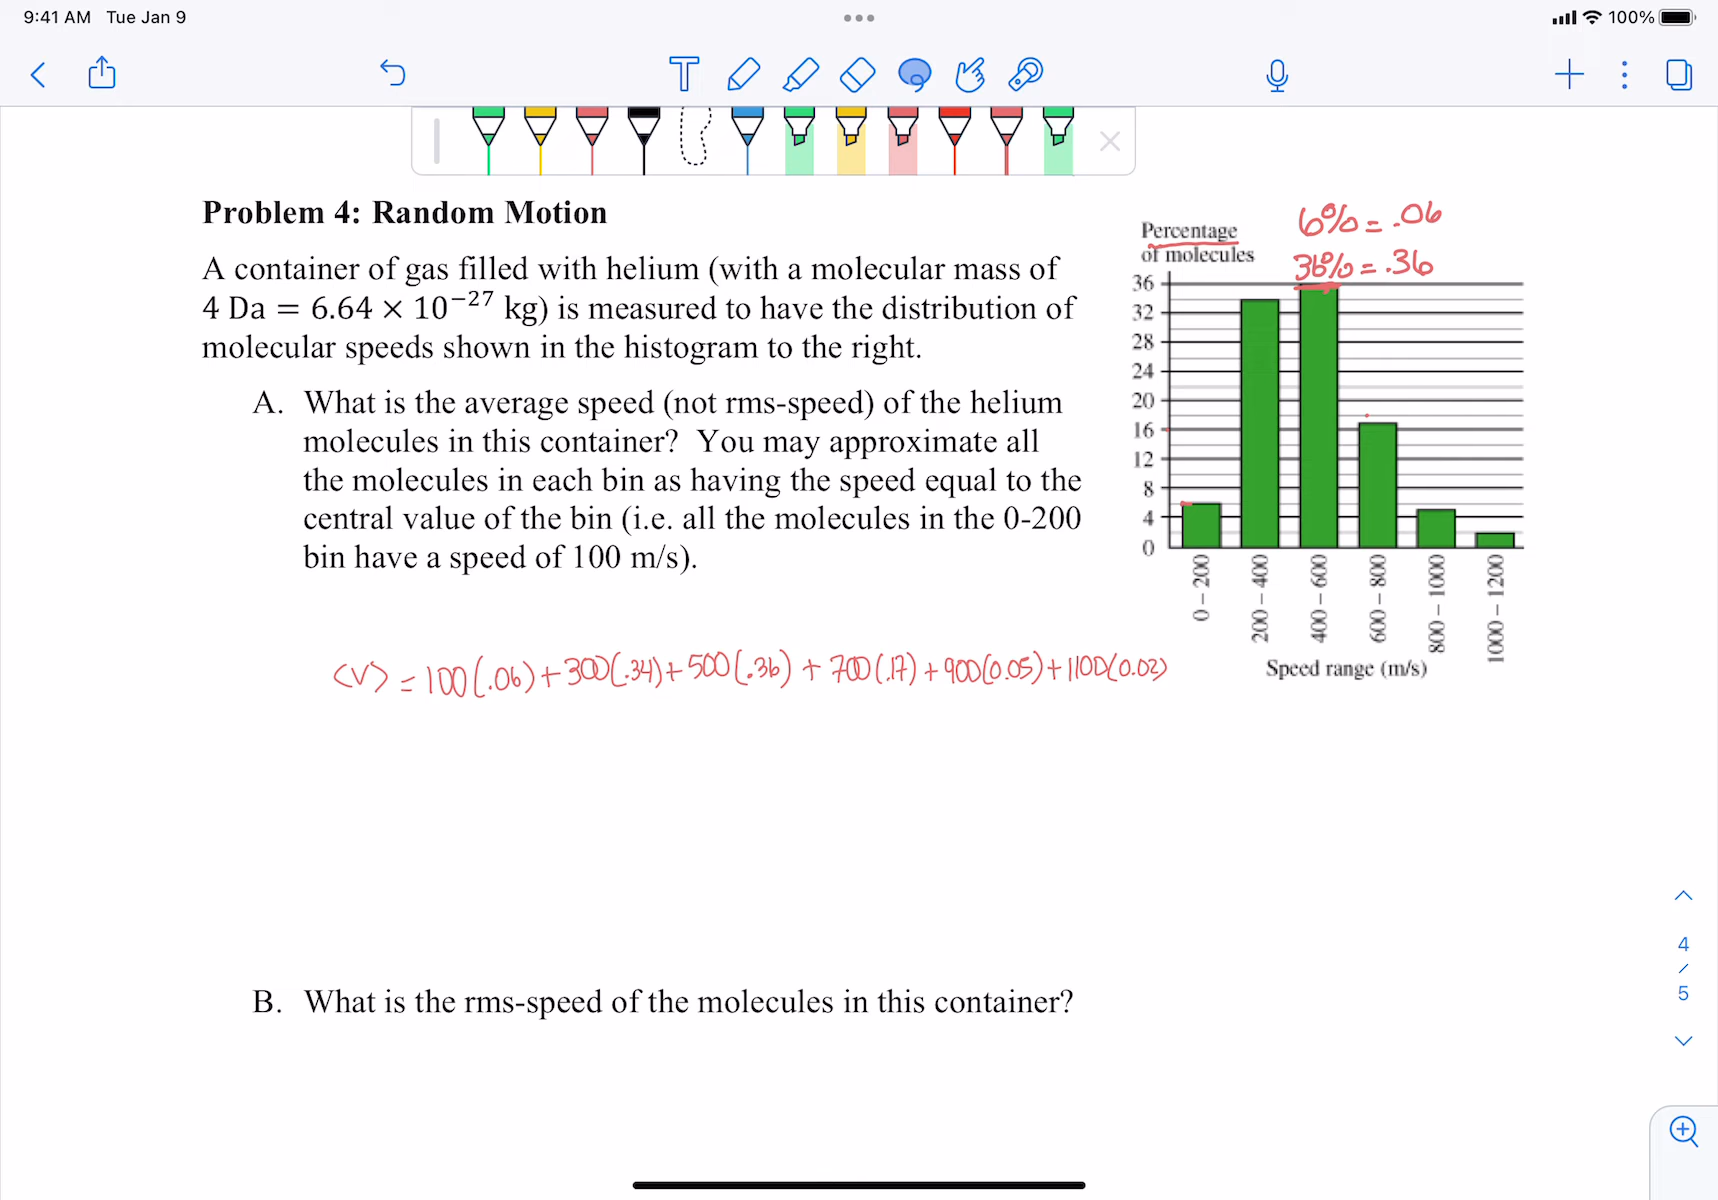 9:41 AM Tue Jan 9
100%
Problem 4: Random Motion
A container of gas filled with helium (with a molecular mass of
4 Da = 6.64 × 10⁻²⁷ kg) is measured to have the distribution of
molecular speeds shown in the histogram to the right.
A. What is the average speed (not rms-speed) of the helium
molecules in this container? You may approximate all
the molecules in each bin as having the speed equal to the
central value of the bin (i.e. all the molecules in the 0-200
bin have a speed of 100 m/s).
6% = .06
36% = .36
Percentage
of molecules
36
32
28
24
20
16
12
8
4
0
0 – 200
200 – 400
400 – 600
600 – 800
800 – 1000
1000 – 1200
Speed range (m/s)
<v> = 100(.06) + 300(.34) + 500(.36) + 700(.17) + 900(0.05) + 1100(0.02)
B. What is the rms-speed of the molecules in this container?
4
/
5